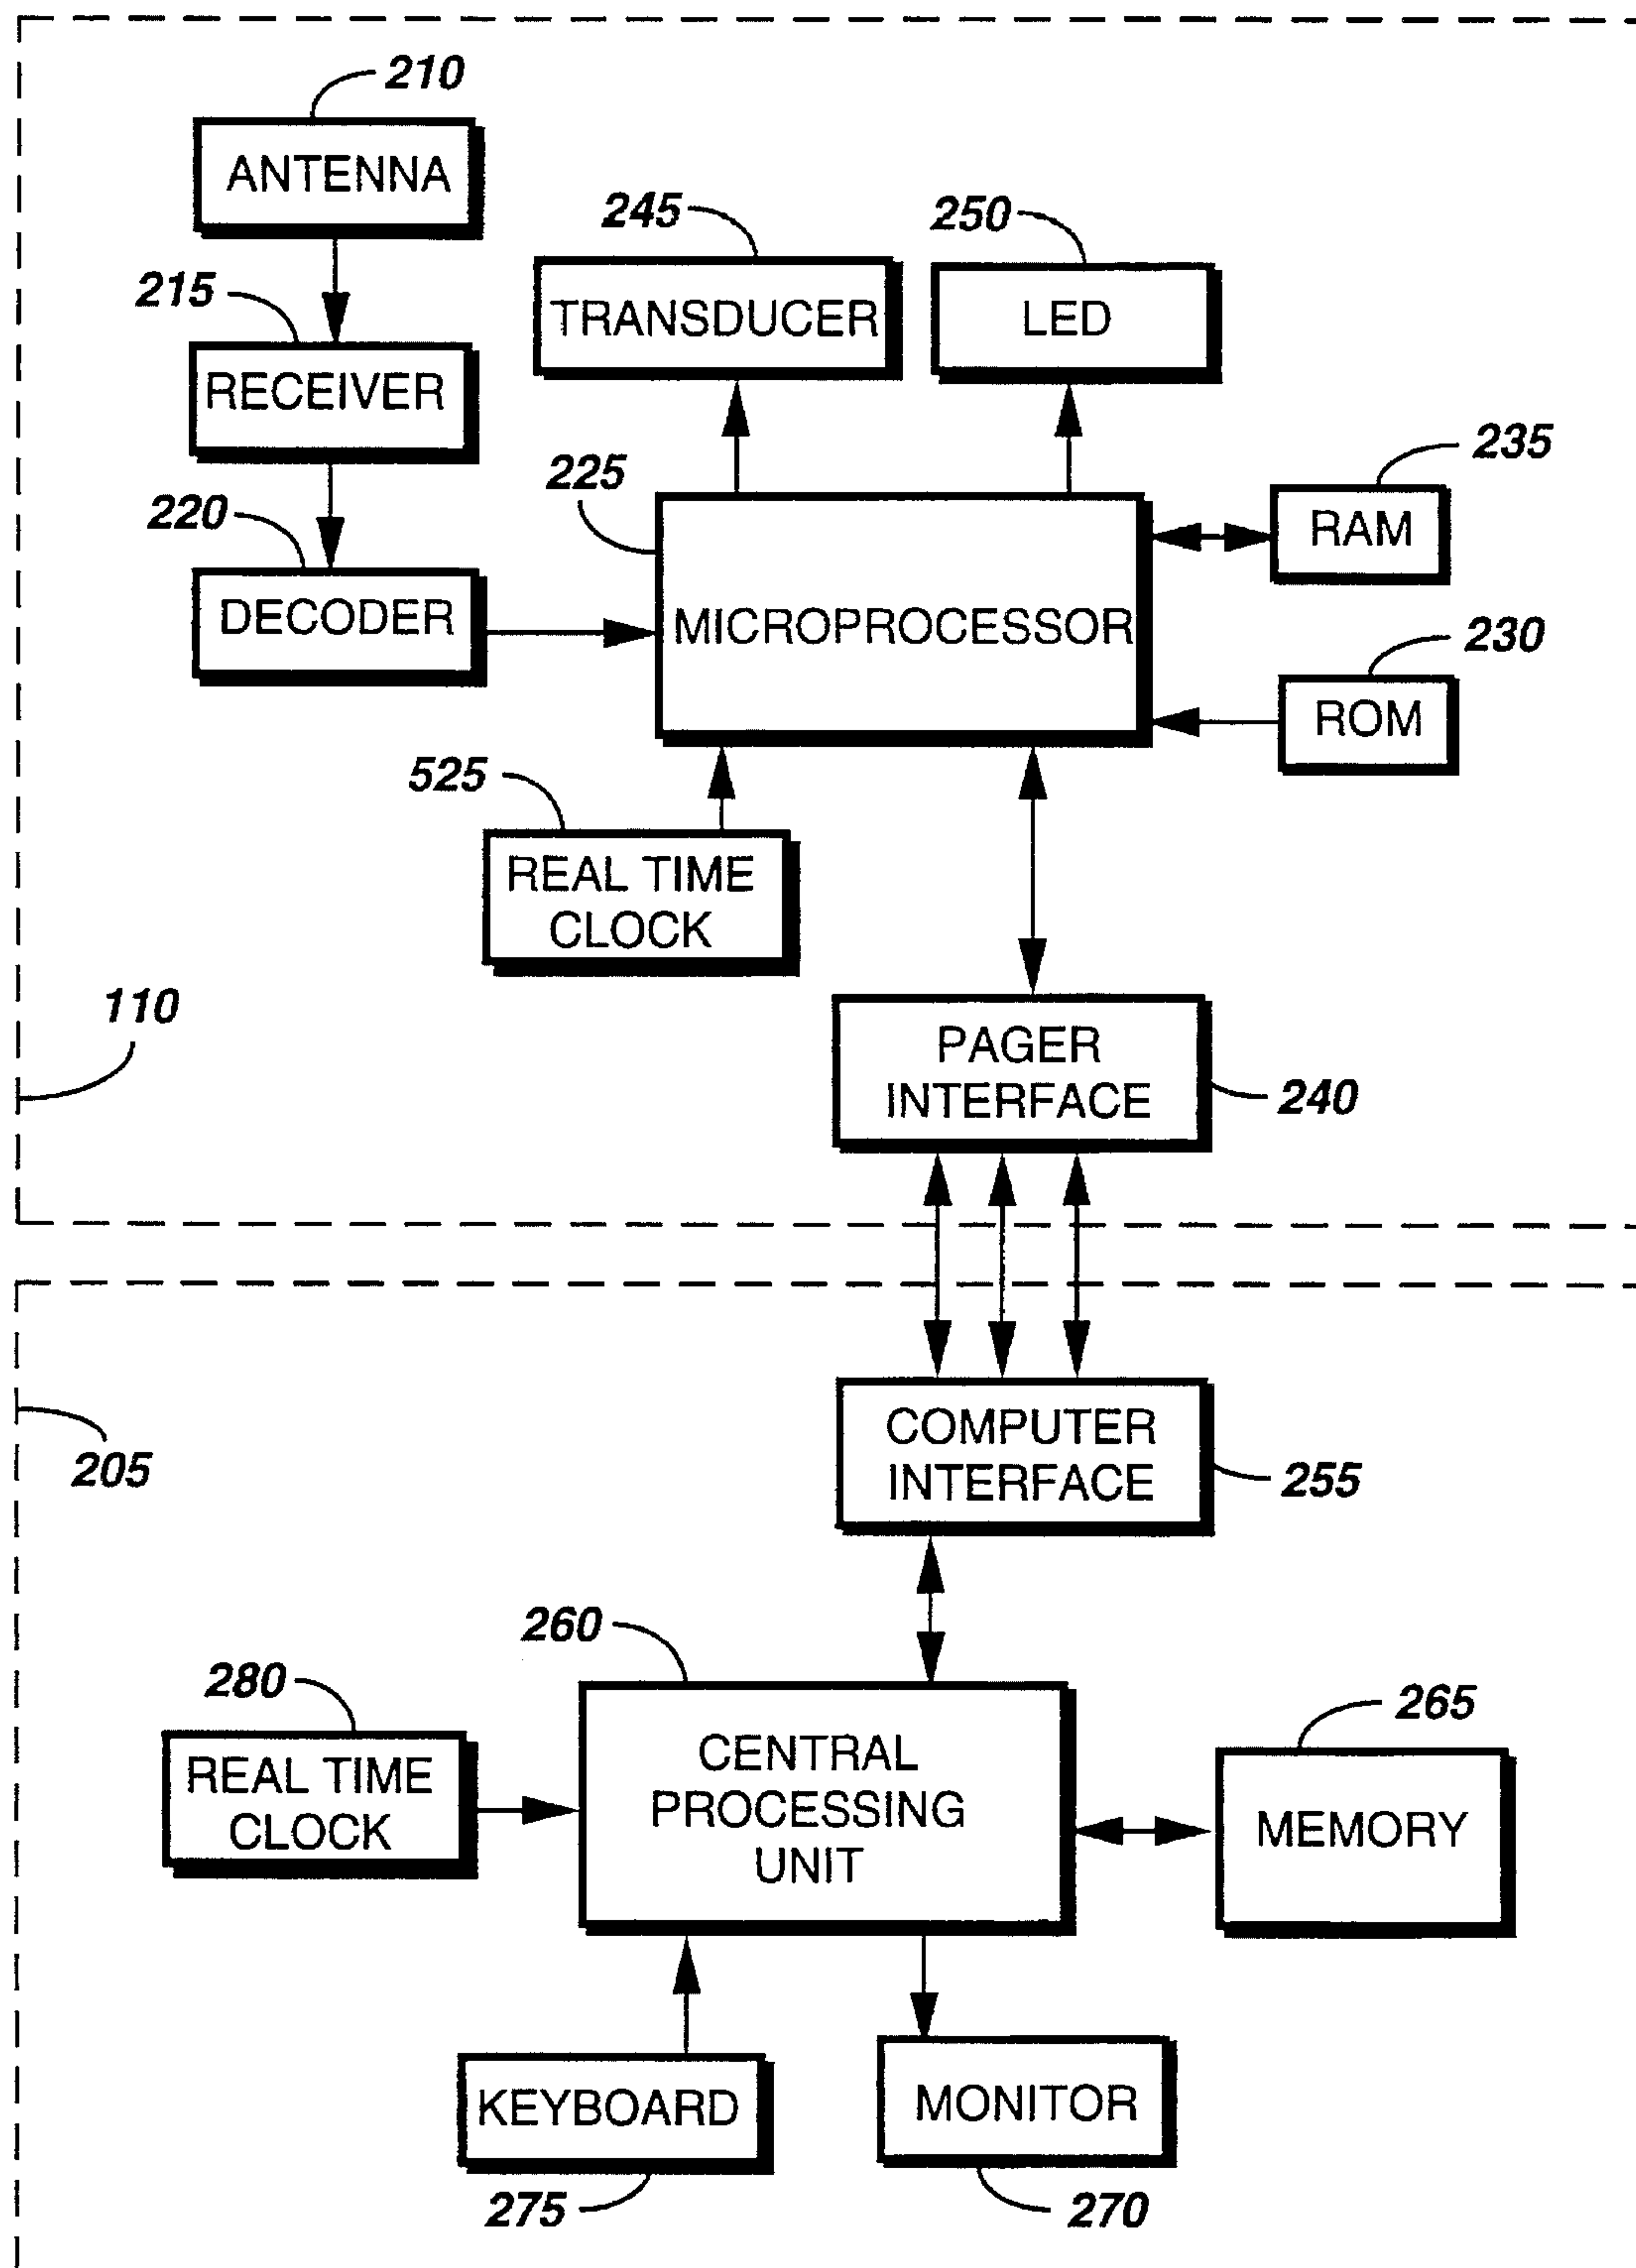 210
ANTENNA
245
250
215
TRANSDUCER
LED
RECEIVER
235
225
220
RAM
DECODER
MICROPROCESSOR
230
ROM
525
REAL TIME
CLOCK
110
PAGER
INTERFACE
240
COMPUTER
INTERFACE
205
255
260
280
265
CENTRAL
PROCESSING
UNIT
REAL TIME
CLOCK
MEMORY
KEYBOARD
MONITOR
275
270